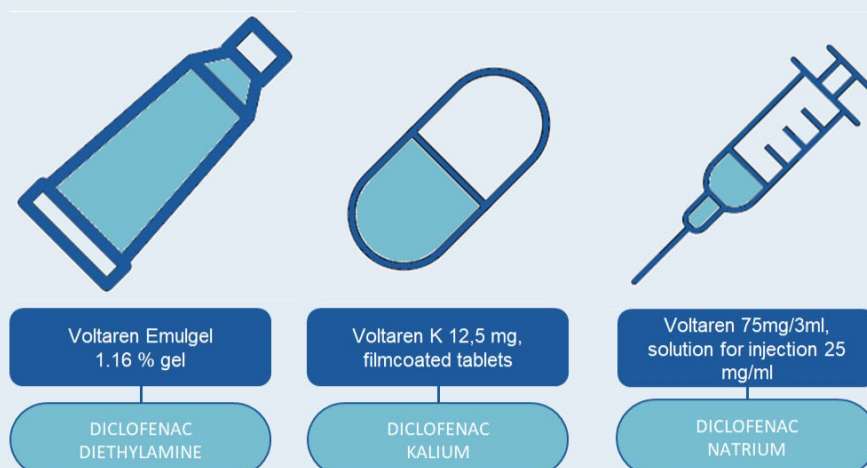 Voltaren Emulgel
1.16 % gel
Voltaren K 12,5 mg,
filmcoated tablets
Voltaren 75mg/3ml,
solution for injection 25
mg/ml
DICLOFENAC
DIETHYLAMINE
DICLOFENAC
KALIUM
DICLOFENAC
NATRIUM